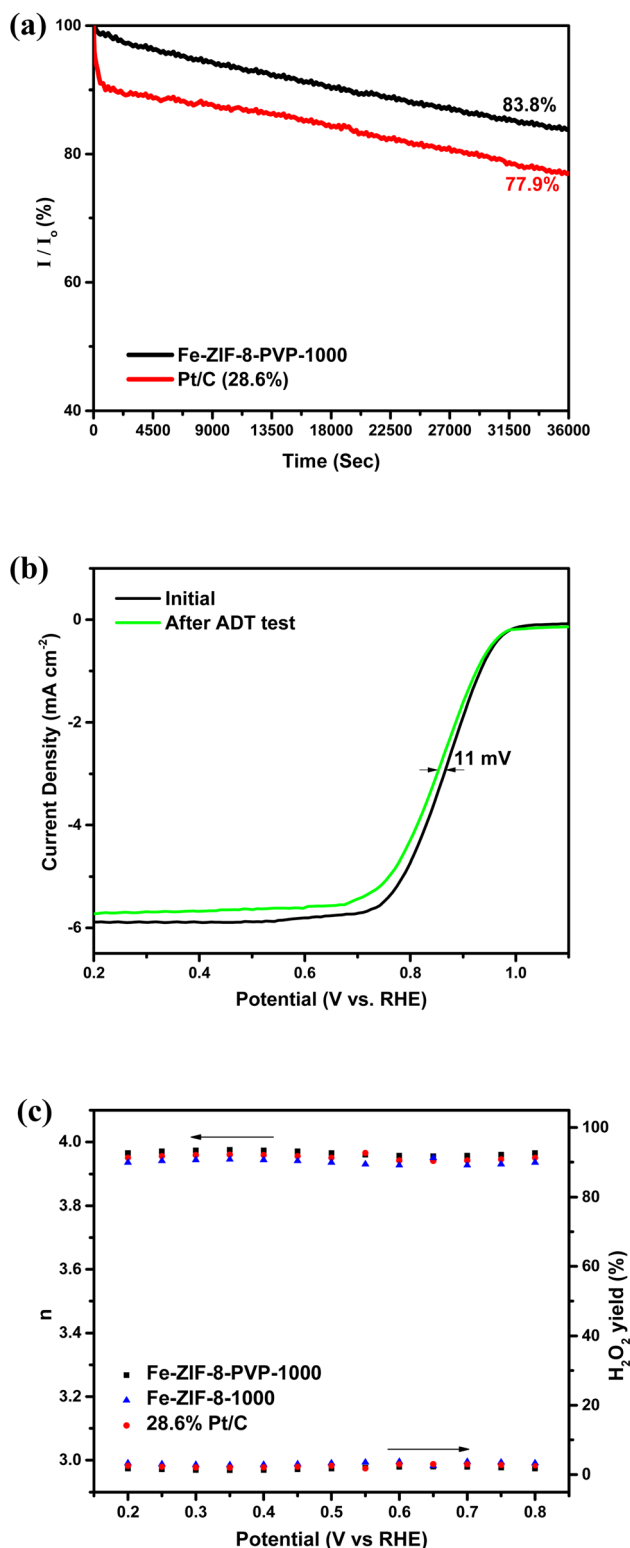 (a)
100
80
60
40
I / Io (%)
83.8%
77.9%
Fe-ZIF-8-PVP-1000
Pt/C (28.6%)
0 4500 9000 13500 18000 22500 27000 31500 36000
Time (Sec)
(b)
Initial
After ADT test
0
-2
-4
-6
Current Density (mA cm-2)
11 mV
0.2 0.4 0.6 0.8 1.0
Potential (V vs. RHE)
(c)
4.0
3.8
3.6
3.4
3.2
3.0
n
100
80
60
40
20
0
H2O2 yield (%)
Fe-ZIF-8-PVP-1000
Fe-ZIF-8-1000
28.6% Pt/C
0.2 0.3 0.4 0.5 0.6 0.7 0.8
Potential (V vs RHE)